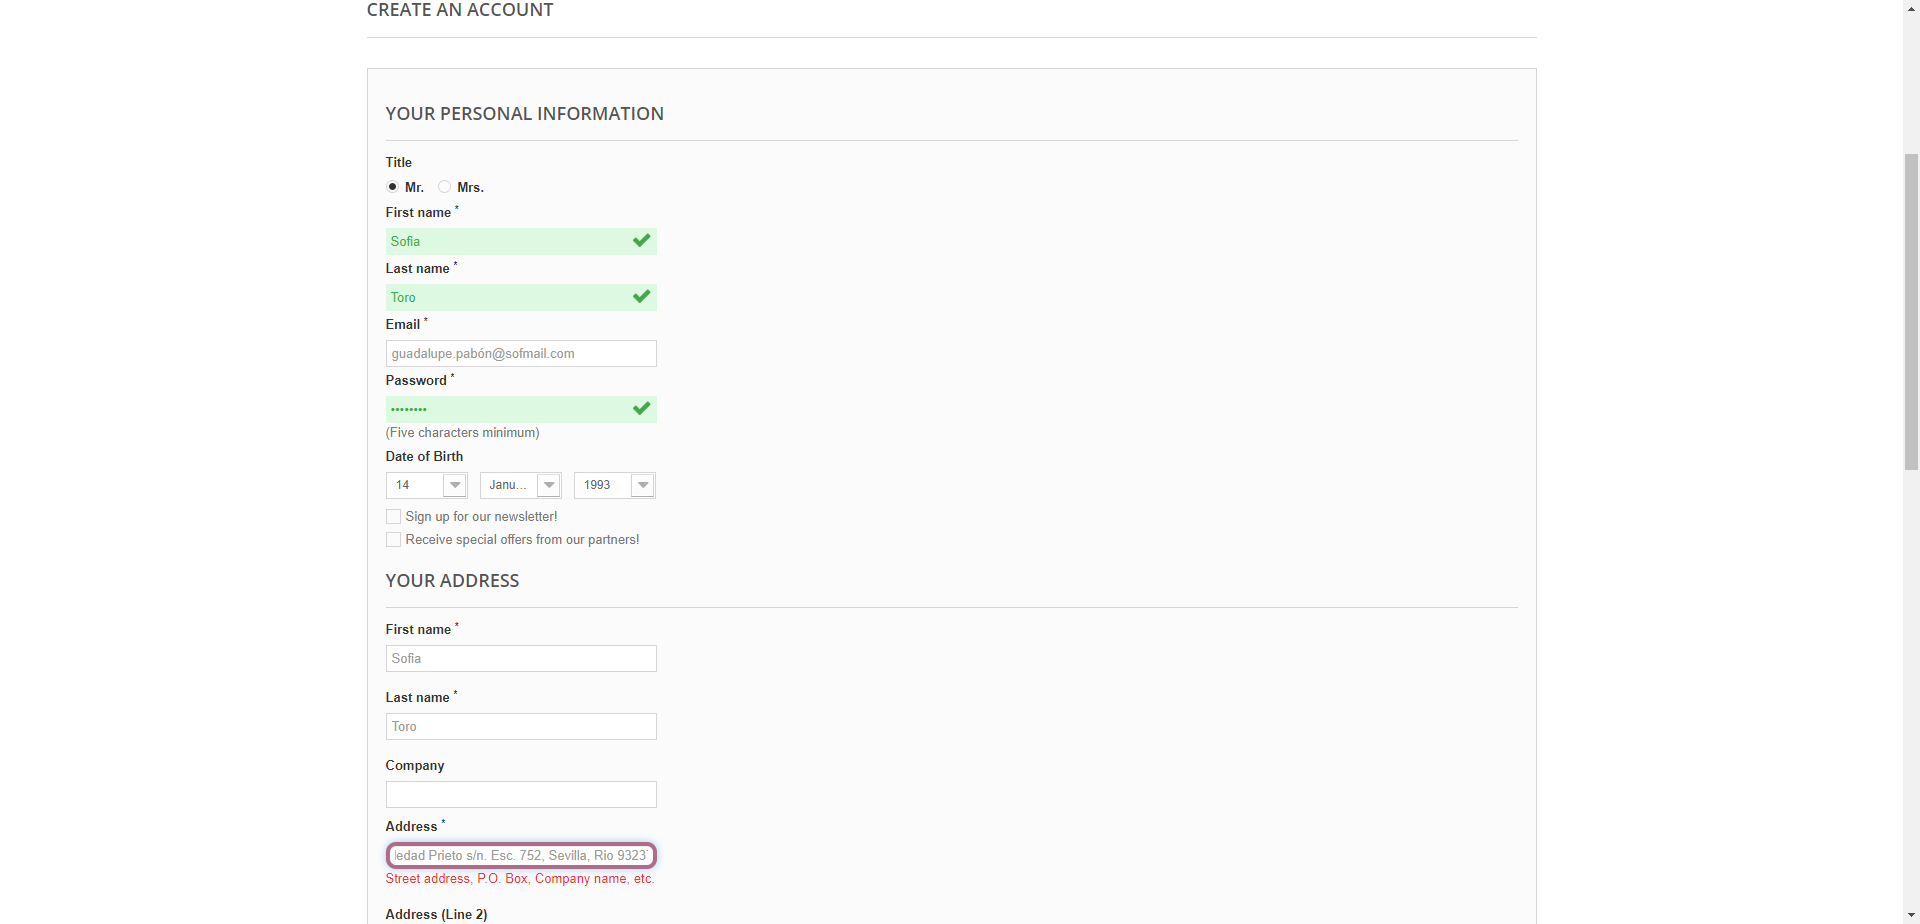 CREATE AN ACCOUNT
YOUR PERSONAL INFORMATION
Title
Mr. Mrs.
First name *
Sofia
Last name *
Toro
Email *
guadalupe.pabón@sofmail.com
Password *
••••••••
(Five characters minimum)
Date of Birth
14 Janu... 1993
Sign up for our newsletter!
Receive special offers from our partners!
YOUR ADDRESS
First name *
Sofia
Last name *
Toro
Company
Address *
ledad Prieto s/n. Esc. 752, Sevilla, Rio 9323
Street address, P.O. Box, Company name, etc.
Address (Line 2)